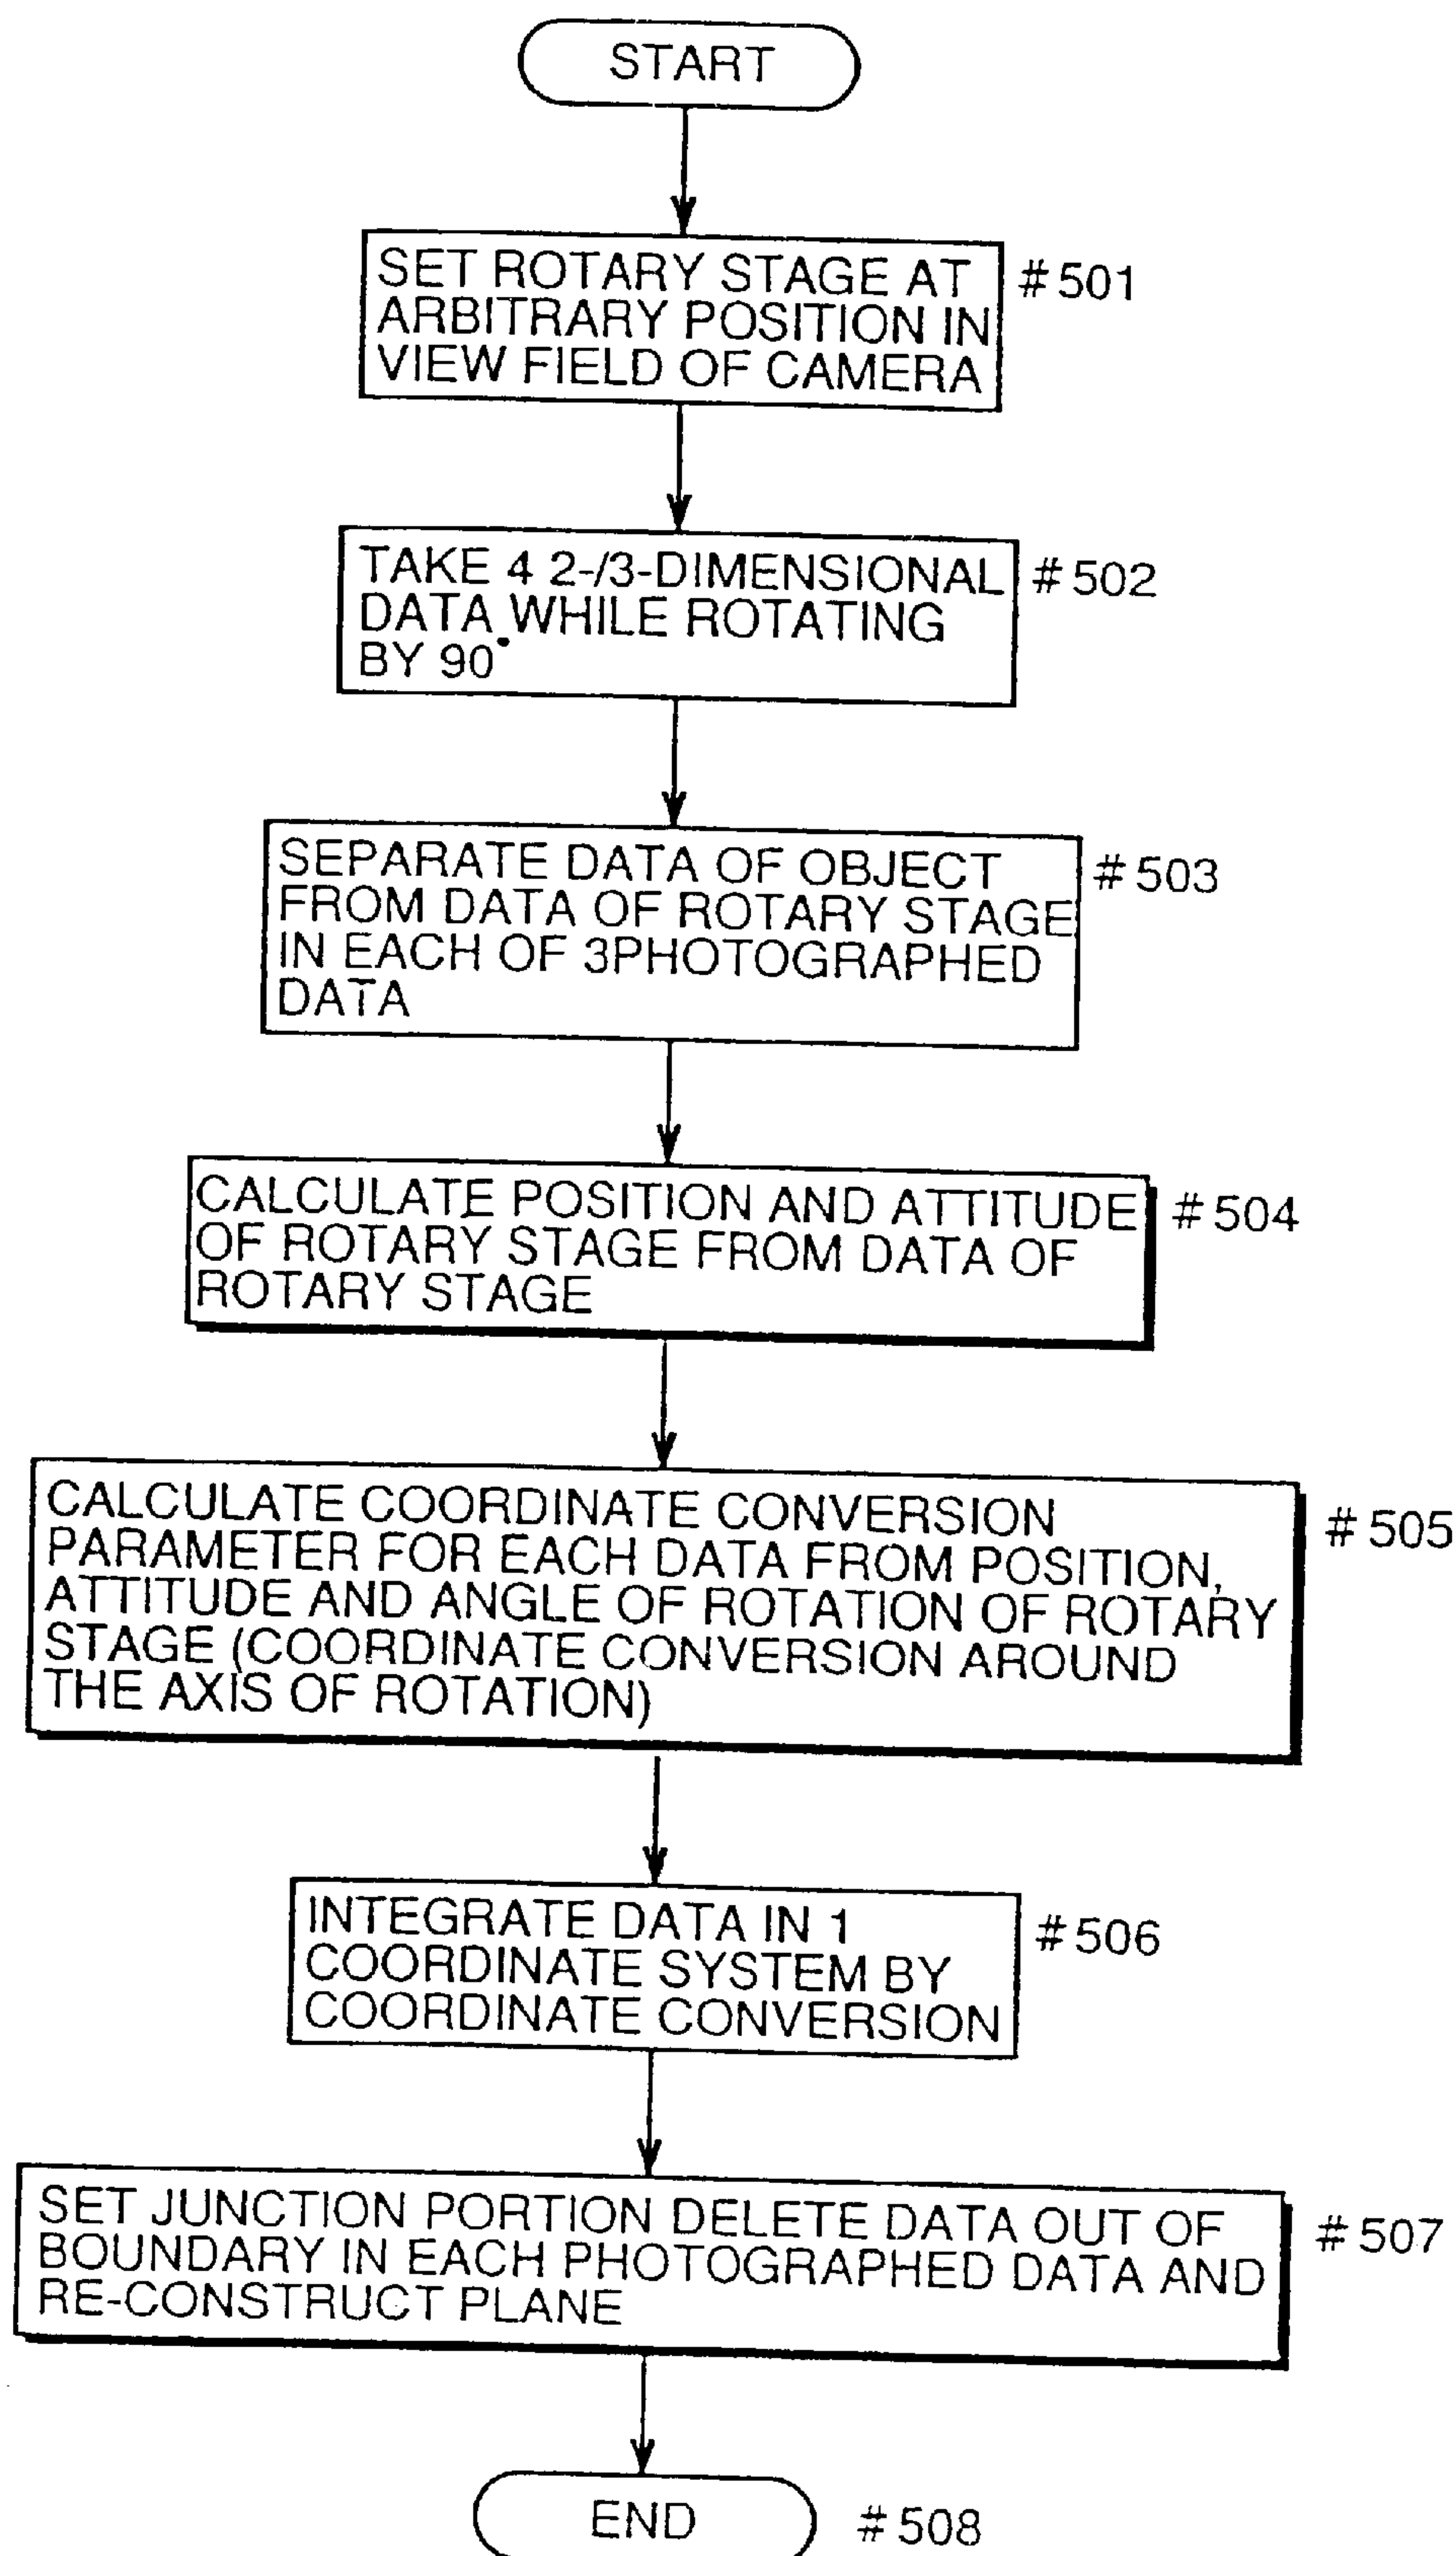 START
SET ROTARY STAGE AT
ARBITRARY POSITION IN
VIEW FIELD OF CAMERA
#501
TAKE 4 2-/3-DIMENSIONAL
DATA WHILE ROTATING
BY 90°
#502
SEPARATE DATA OF OBJECT
FROM DATA OF ROTARY STAGE
IN EACH OF 3PHOTOGRAPHED
DATA
#503
CALCULATE POSITION AND ATTITUDE
OF ROTARY STAGE FROM DATA OF
ROTARY STAGE
#504
CALCULATE COORDINATE CONVERSION
PARAMETER FOR EACH DATA FROM POSITION,
ATTITUDE AND ANGLE OF ROTATION OF ROTARY
STAGE (COORDINATE CONVERSION AROUND
THE AXIS OF ROTATION)
#505
INTEGRATE DATA IN 1
COORDINATE SYSTEM BY
COORDINATE CONVERSION
#506
SET JUNCTION PORTION DELETE DATA OUT OF
BOUNDARY IN EACH PHOTOGRAPHED DATA AND
RE-CONSTRUCT PLANE
#507
END
#508